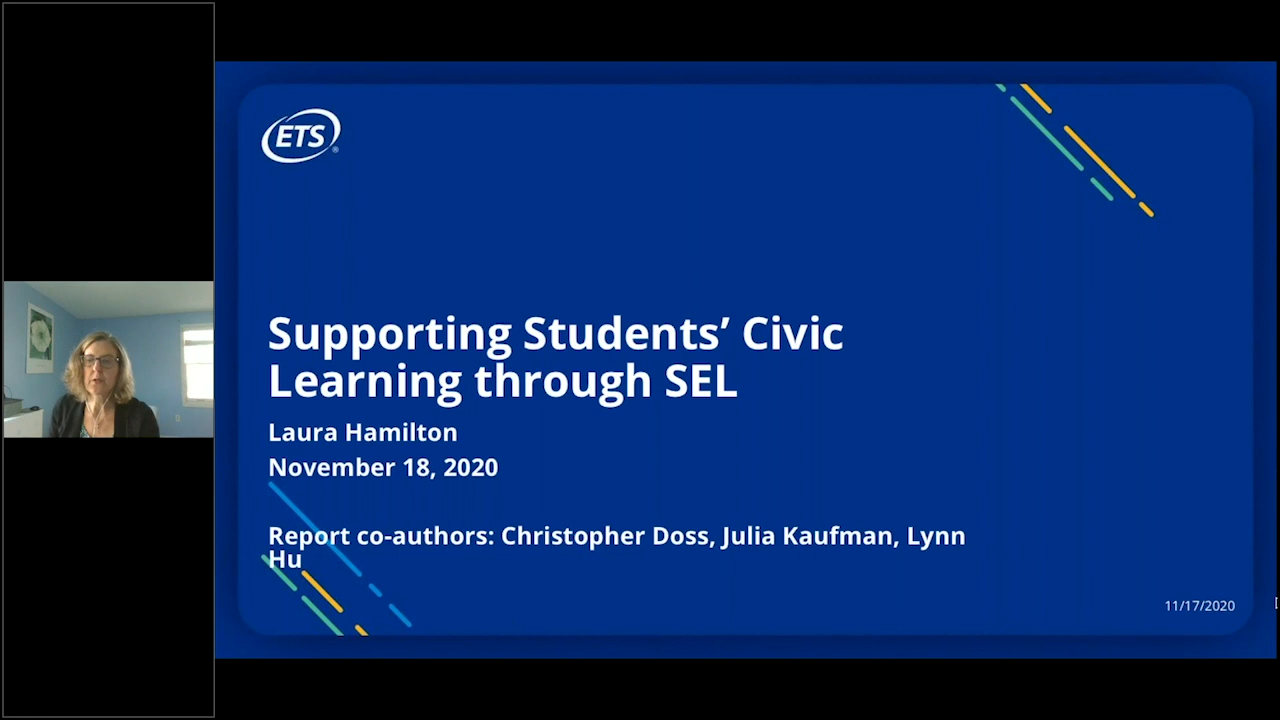 ETS®
Supporting Students’ Civic
Learning through SEL
Laura Hamilton
November 18, 2020
Report co-authors: Christopher Doss, Julia Kaufman, Lynn
Hu
11/17/2020